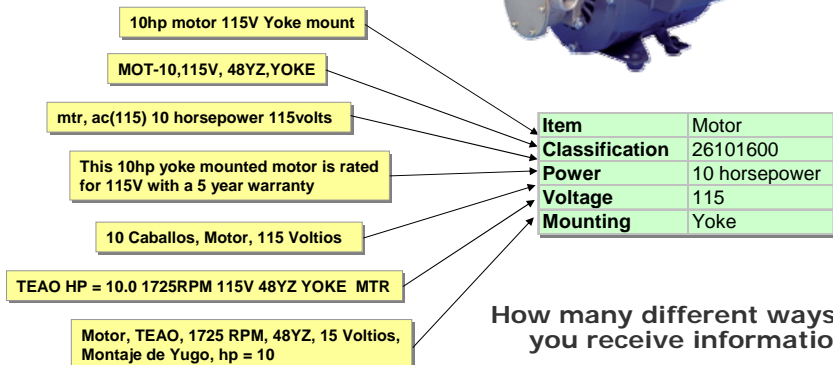 10hp motor 115V Yoke mount
MOT-10,115V, 48YZ,YOKE
mtr, ac(115) 10 horsepower 115volts
This 10hp yoke mounted motor is rated
for 115V with a 5 year warranty
10 Caballos, Motor, 115 Voltios
TEAO HP = 10.0 1725RPM 115V 48YZ YOKE MTR
Motor, TEAO, 1725 RPM, 48YZ, 15 Voltios,
Montaje de Yugo, hp = 10
Item Motor
Classification 26101600
Power 10 horsepower
Voltage 115
Mounting Yoke
How many different ways
you receive informatio